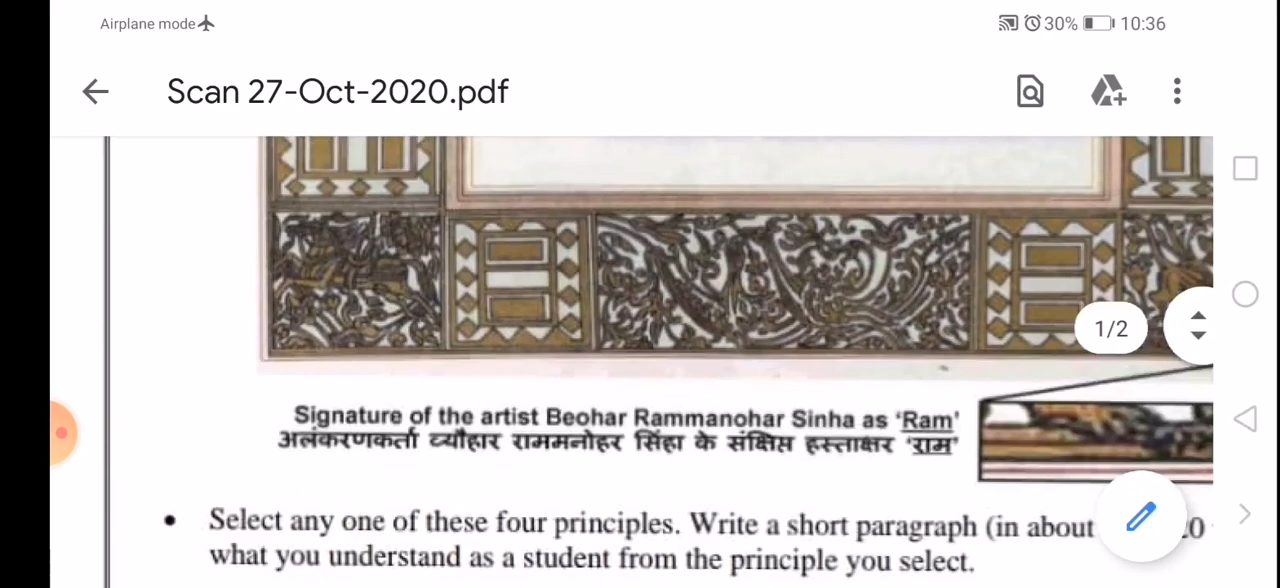 Airplane mode
30% 10:36
Scan 27-Oct-2020.pdf
1/2
Signature of the artist Beohar Rammanohar Sinha as 'Ram'
अलंकरणकर्ता व्यौहार राममनोहर सिंहा के संक्षिप्त हस्ताक्षर 'राम'
• Select any one of these four principles. Write a short paragraph (in about
what you understand as a student from the principle you select.